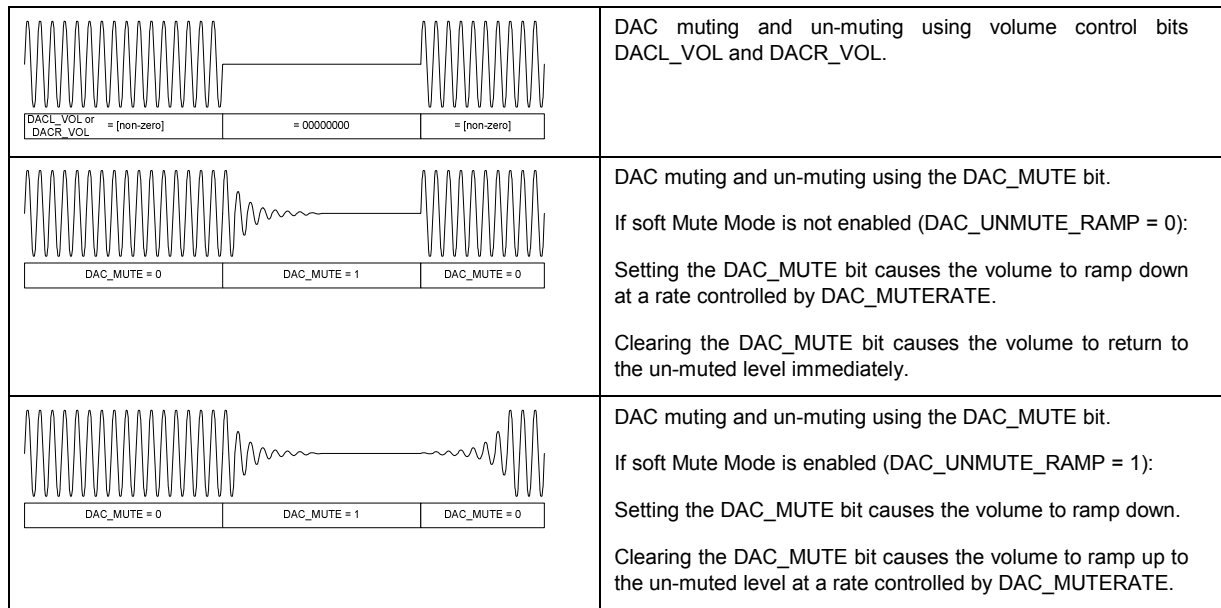 DAC muting and un-muting using volume control bits
DACL_VOL and DACR_VOL.
DACL_VOL or
DACR_VOL
= [non-zero]
= 00000000
= [non-zero]
DAC muting and un-muting using the DAC_MUTE bit.
If soft Mute Mode is not enabled (DAC_UNMUTE_RAMP = 0):
Setting the DAC_MUTE bit causes the volume to ramp down
at a rate controlled by DAC_MUTERATE.
Clearing the DAC_MUTE bit causes the volume to return to
the un-muted level immediately.
DAC_MUTE = 0
DAC_MUTE = 1
DAC_MUTE = 0
DAC muting and un-muting using the DAC_MUTE bit.
If soft Mute Mode is enabled (DAC_UNMUTE_RAMP = 1):
Setting the DAC_MUTE bit causes the volume to ramp down.
Clearing the DAC_MUTE bit causes the volume to ramp up to
the un-muted level at a rate controlled by DAC_MUTERATE.
DAC_MUTE = 0
DAC_MUTE = 1
DAC_MUTE = 0